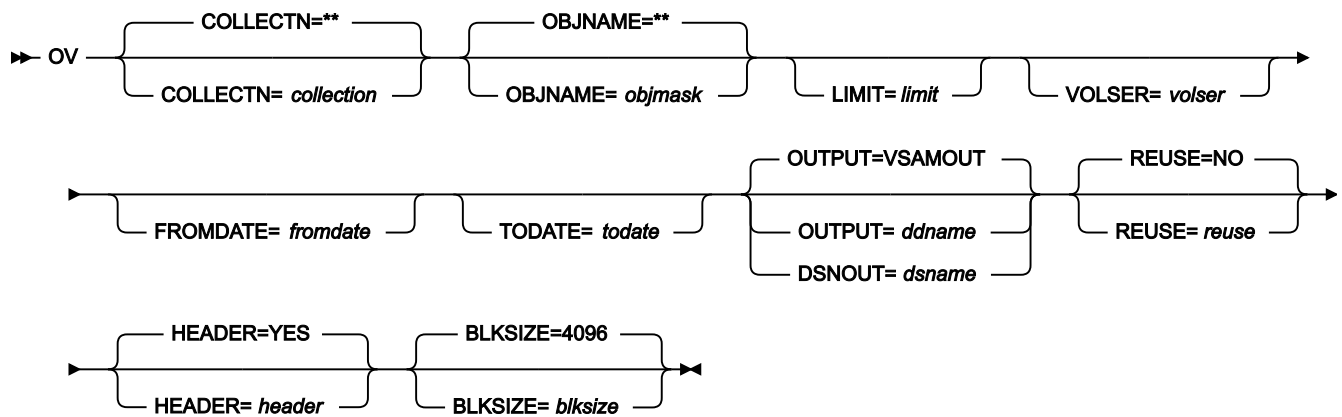 COLLECTN=** OBJNAME=**
OV
COLLECTN= collection OBJNAME= objmask LIMIT= limit VOLSER= volser
OUTPUT=VSAMOUT REUSE=NO
FROMDATE= fromdate TODATE= todate OUTPUT= ddname REUSE= reuse
DSNOUT= dsname
HEADER=YES BLKSIZE=4096
HEADER= header BLKSIZE= blksize